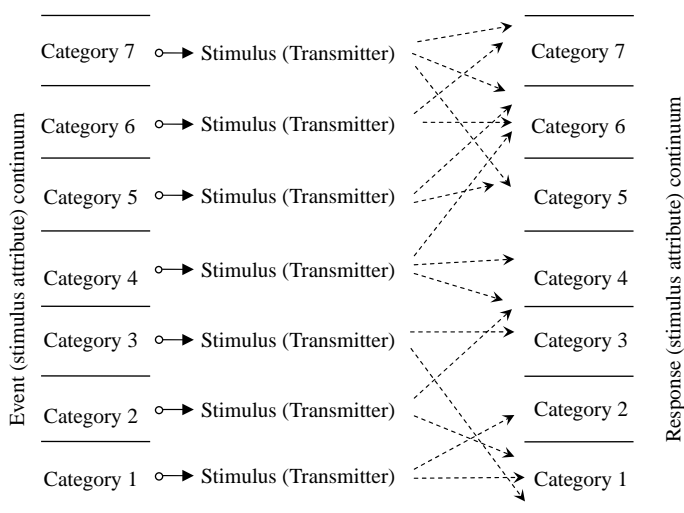 Event (stimulus attribute) continuum
Category 7 Stimulus (Transmitter) Category 7
Category 6 Stimulus (Transmitter) Category 6
Category 5 Stimulus (Transmitter) Category 5
Category 4 Stimulus (Transmitter) Category 4
Category 3 Stimulus (Transmitter) Category 3
Category 2 Stimulus (Transmitter) Category 2
Category 1 Stimulus (Transmitter) Category 1
Response (stimulus attribute) continuum